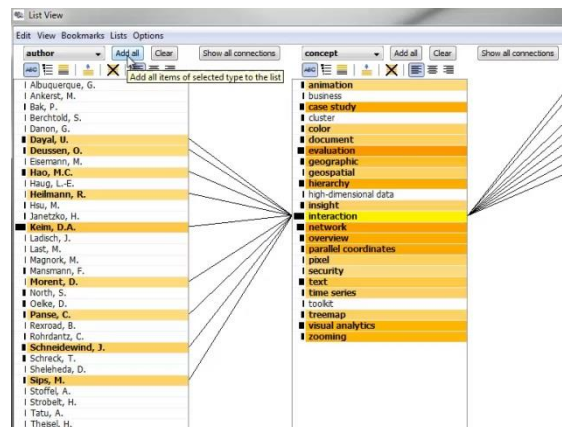 List View
Edit View Bookmarks Lists Options
author Add all Clear Show all connections
concept Add all Clear Show all connections
ABC
ABC
Add all items of selected type to the list
Albuquerque, G.
Ankerst, M.
Bak, P.
Berchtold, S.
Danon, G.
Dayal, U.
Deussen, O.
Eisemann, M.
Hao, M.C.
Haug, L.-E.
Heilmann, R.
Hsu, M.
Janetzko, H.
Keim, D.A.
Ladisch, J.
Last, M.
Magnork, M.
Mansmann, F.
Morent, D.
North, S.
Oelke, D.
Panse, C.
Rexroad, B.
Rohrdantz, C.
Schneidewind, J.
Schreck, T.
Sheleheda, D.
Sips, M.
Stoffel, A.
Strobelt, H.
Tatu, A.
Theisel, H.
animation
business
case study
cluster
color
document
evaluation
geographic
geospatial
hierarchy
high-dimensional data
insight
interaction
network
overview
parallel coordinates
pixel
security
text
time series
toolkit
treemap
visual analytics
zooming